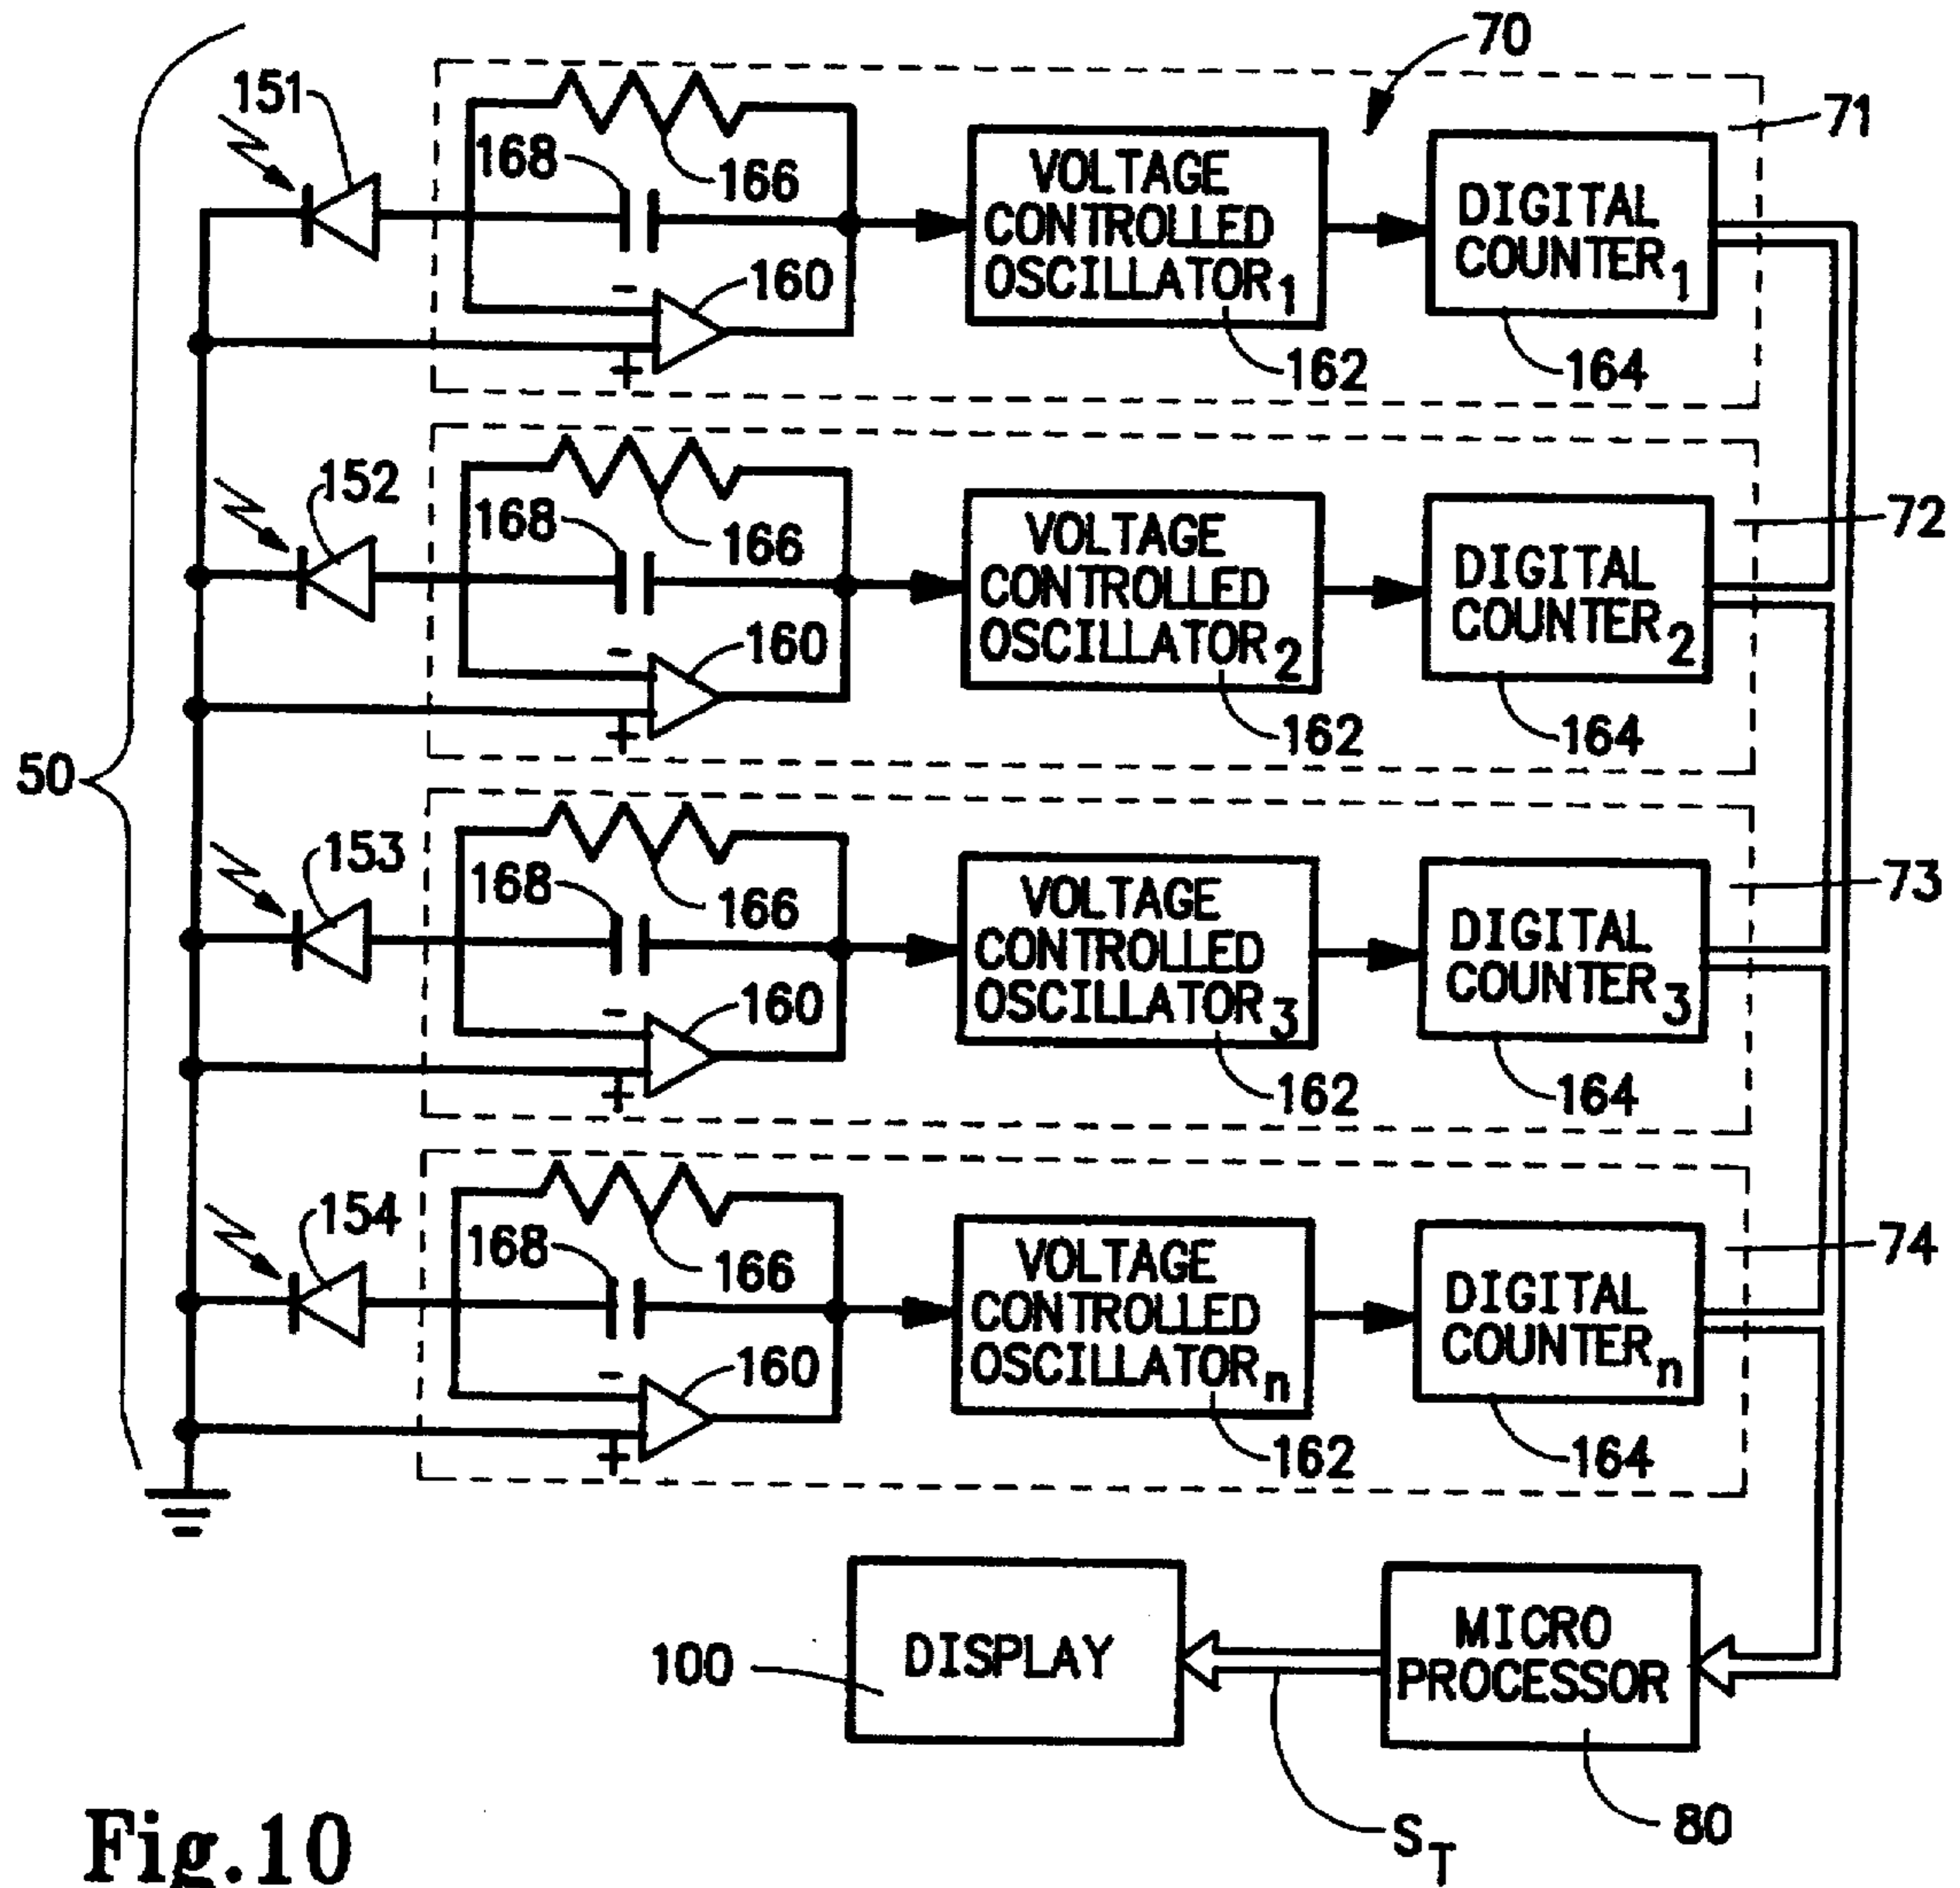 70
151
71
168
166
VOLTAGE
CONTROLLED
OSCILLATOR1
DIGITAL
COUNTER1
-
160
+
162
164
152
72
168
166
VOLTAGE
CONTROLLED
OSCILLATOR2
DIGITAL
COUNTER2
-
160
+
162
164
50
153
73
168
166
VOLTAGE
CONTROLLED
OSCILLATOR3
DIGITAL
COUNTER3
-
160
+
162
164
154
74
168
166
VOLTAGE
CONTROLLED
OSCILLATORn
DIGITAL
COUNTERn
-
160
+
162
164
100
DISPLAY
MICRO
PROCESSOR
ST
80
Fig.10